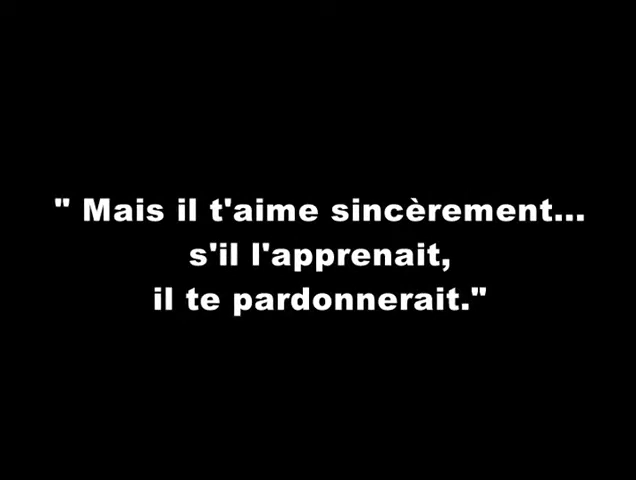 " Mais il t'aime sincèrement...
s'il l'apprenait,
il te pardonnerait."